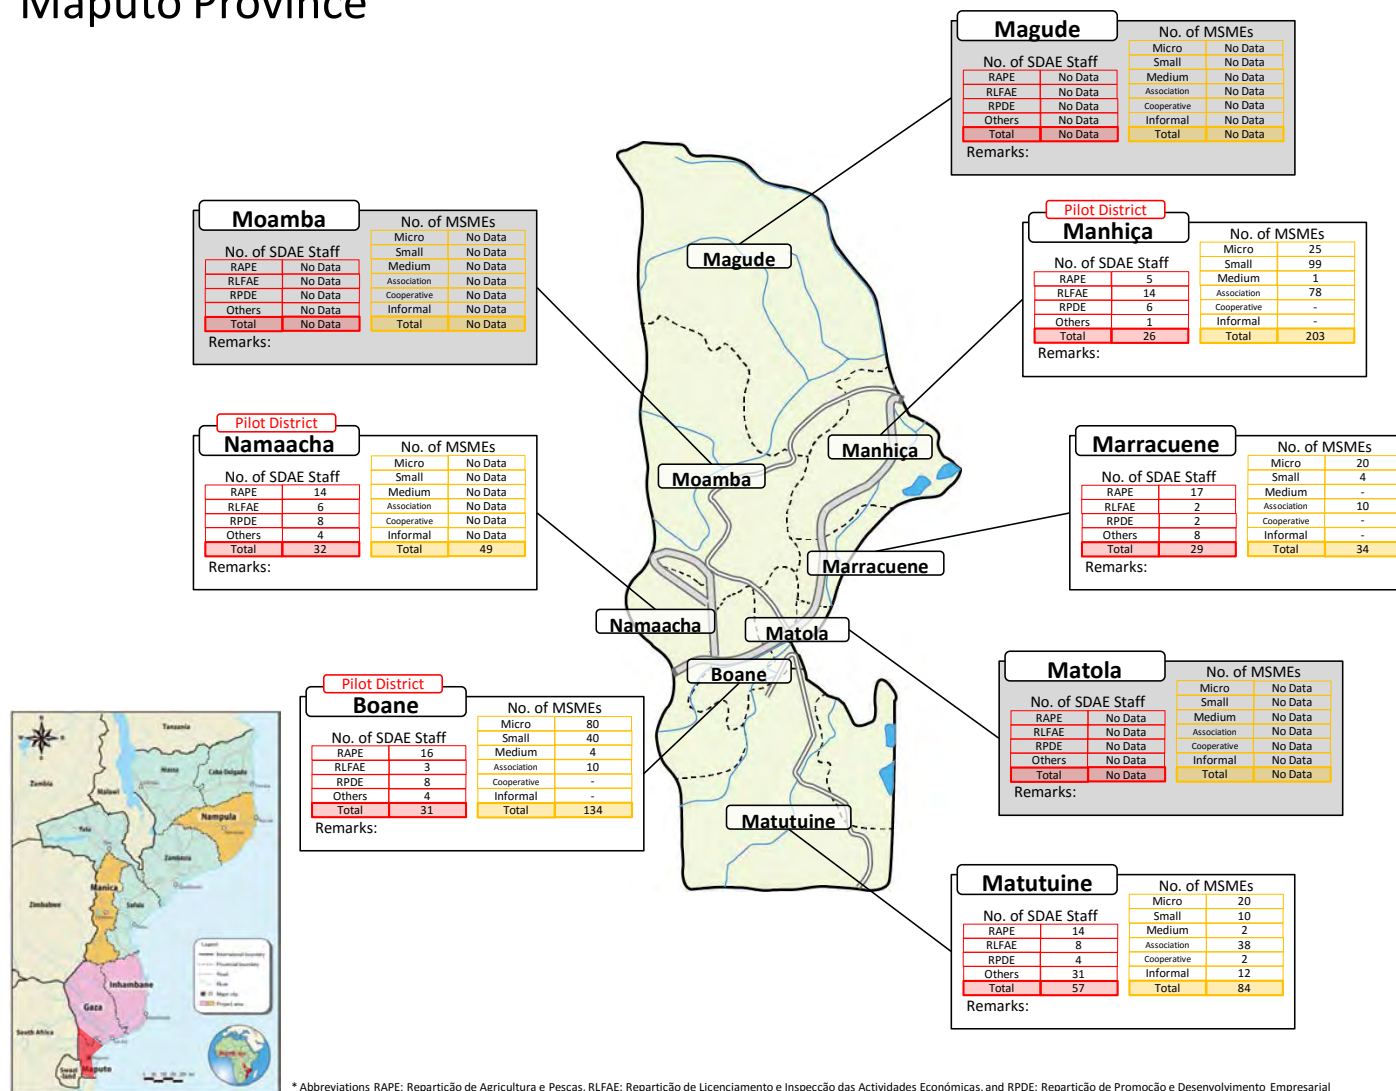 Maputo Province
Magude
No. of MSMEs
Micro No Data
No. of SDAE Staff
Small No Data
RAPE No Data
Medium No Data
RLFAE No Data
Association No Data
RPDE No Data
Cooperative No Data
Others No Data
Informal No Data
Total No Data
Total No Data
Remarks:
Moamba
No. of MSMEs
Micro No Data
No. of SDAE Staff
Small No Data
RAPE No Data
Medium No Data
RLFAE No Data
Association No Data
RPDE No Data
Cooperative No Data
Others No Data
Informal No Data
Total No Data
Total No Data
Remarks:
Pilot District
Manhiça
No. of MSMEs
Micro 25
No. of SDAE Staff
Small 99
RAPE 5
Medium 1
RLFAE 14
Association 78
RPDE 6
Cooperative -
Others 1
Informal -
Total 26
Total 203
Remarks:
Pilot District
Namaacha
No. of MSMEs
Micro No Data
No. of SDAE Staff
Small No Data
RAPE 14
Medium No Data
RLFAE 6
Association No Data
RPDE 8
Cooperative No Data
Others 4
Informal No Data
Total 32
Total 49
Remarks:
Marracuene
No. of MSMEs
Micro 20
No. of SDAE Staff
Small 4
RAPE 17
Medium -
RLFAE 2
Association 10
RPDE 2
Cooperative -
Others 8
Informal -
Total 29
Total 34
Remarks:
Magude
Manhiça
Moamba
Marracuene
Namaacha
Matola
Boane
Matutuine
Matola
No. of MSMEs
Micro No Data
No. of SDAE Staff
Small No Data
RAPE No Data
Medium No Data
RLFAE No Data
Association No Data
RPDE No Data
Cooperative No Data
Others No Data
Informal No Data
Total No Data
Total No Data
Remarks:
Pilot District
Boane
No. of MSMEs
Micro 80
No. of SDAE Staff
Small 40
RAPE 16
Medium 4
RLFAE 3
Association 10
RPDE 8
Cooperative -
Others 4
Informal -
Total 31
Total 134
Remarks:
Matutuine
No. of MSMEs
Micro 20
No. of SDAE Staff
Small 10
RAPE 14
Medium 2
RLFAE 8
Association 38
RPDE 4
Cooperative 2
Others 31
Informal 12
Total 57
Total 84
Remarks:
Tanzania
Zambia
Malawi
Niassa
Cabo Delgado
Nampula
Tete
Zambezia
Manica
Sofala
Zimbabwe
Inhambane
Gaza
South Africa
Swazi-
land
Maputo
Legend
International boundary
Provincial boundary
Road
River
Major city
Project area
* Abbreviations RAPE: Repartição de Agricultura e Pescas, RLFAE: Repartição de Licenciamento e Inspecção das Actividades Económicas, and RPDE: Repartição de Promoção e Desenvolvimento Empresarial